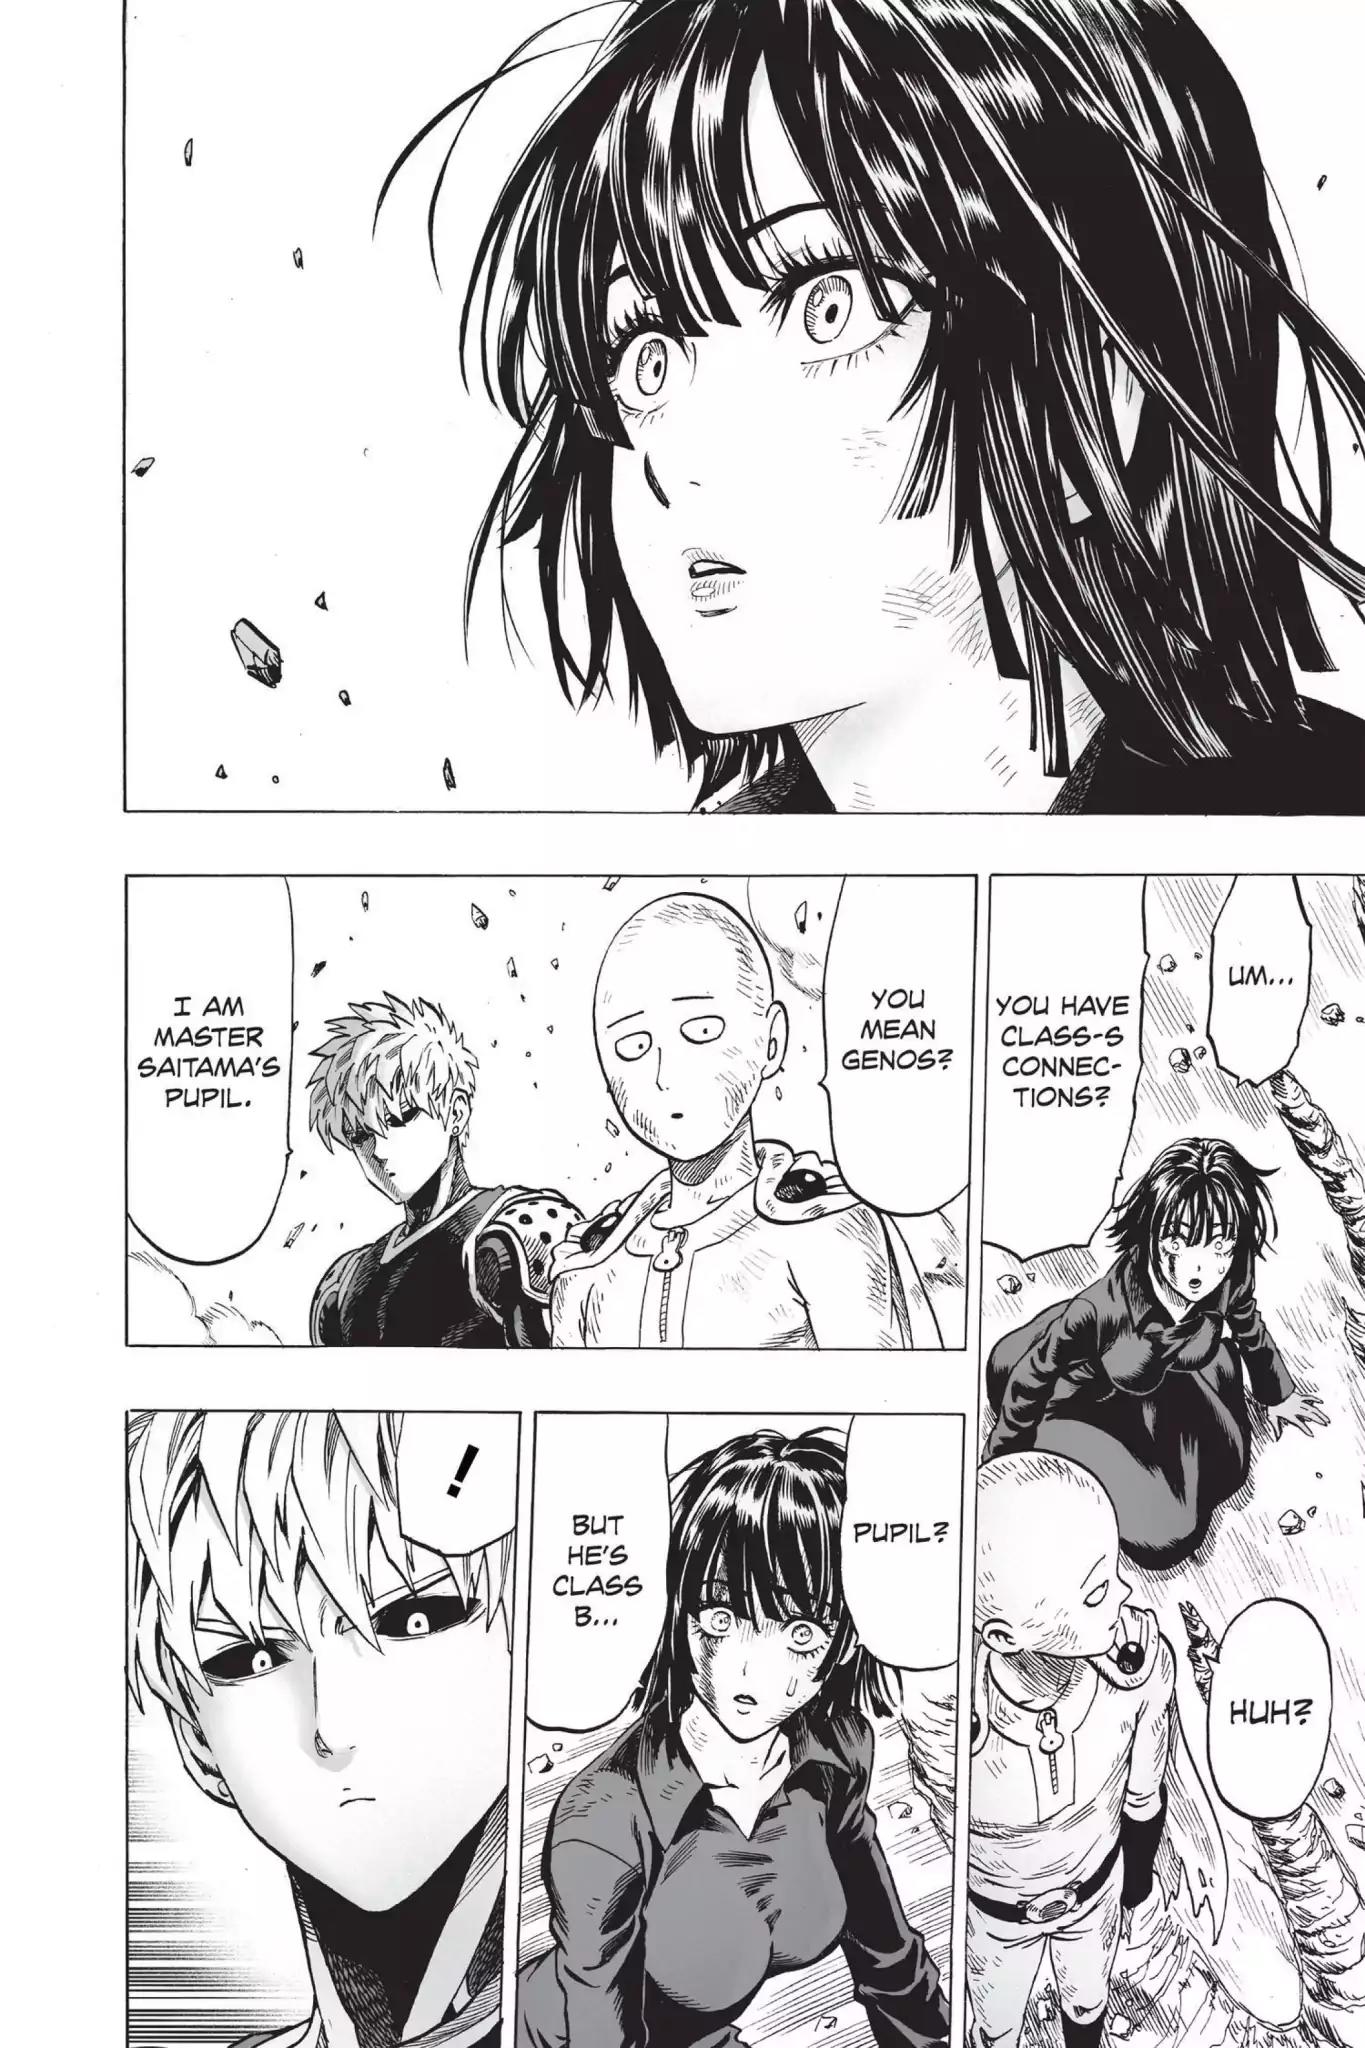 UM...
YOU HAVE
CLASS-S
CONNEC-
TIONS?
HUH?
YOU
MEAN
GENOS?
I AM
MASTER
SAITAMA'S
PUPIL.
PUPIL?
BUT
HE'S
CLASS
B...
!